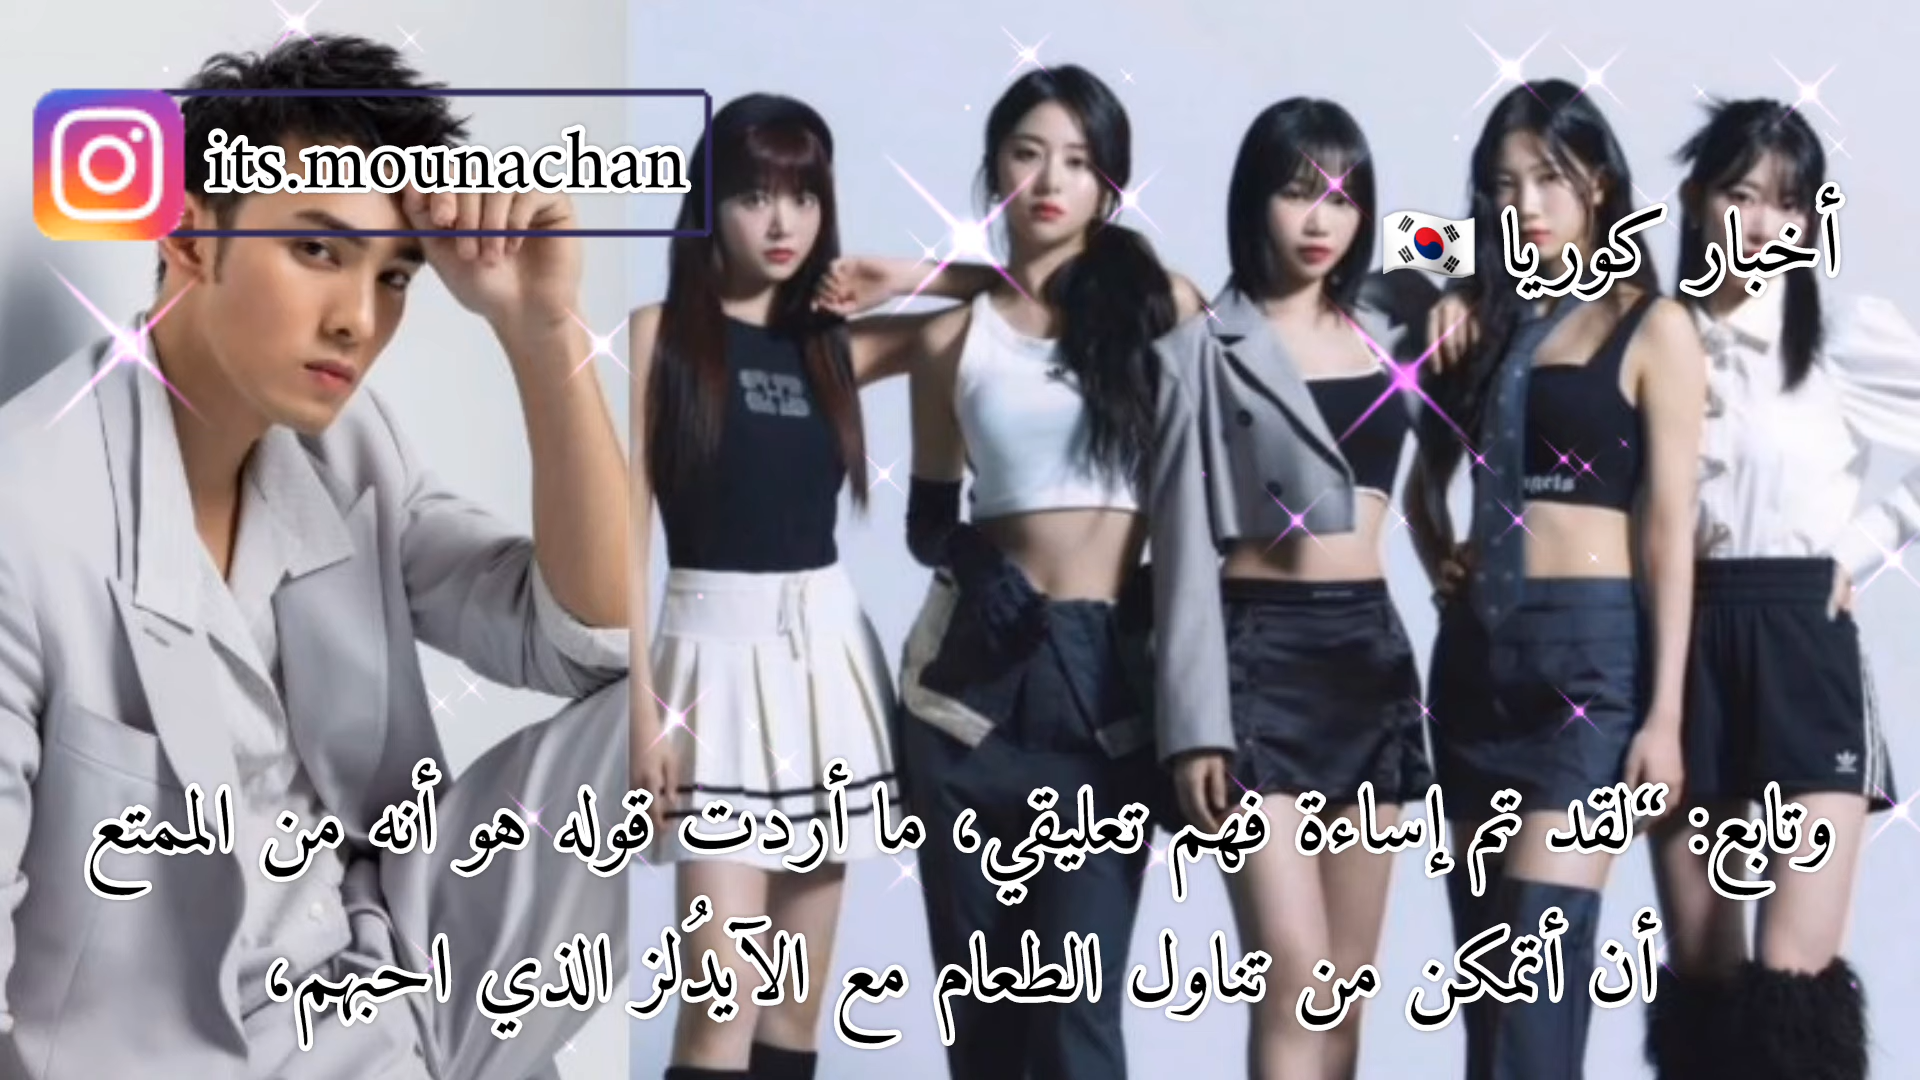 its.mounachan
أخبار كوريا 🇰🇷
وتابع: “لقد تم إساءة فهم تعليقي، ما أردت قوله هو أنه من الممتع
أن أتمكن من تناول الطعام مع الآيدُلز الذي احبهم،